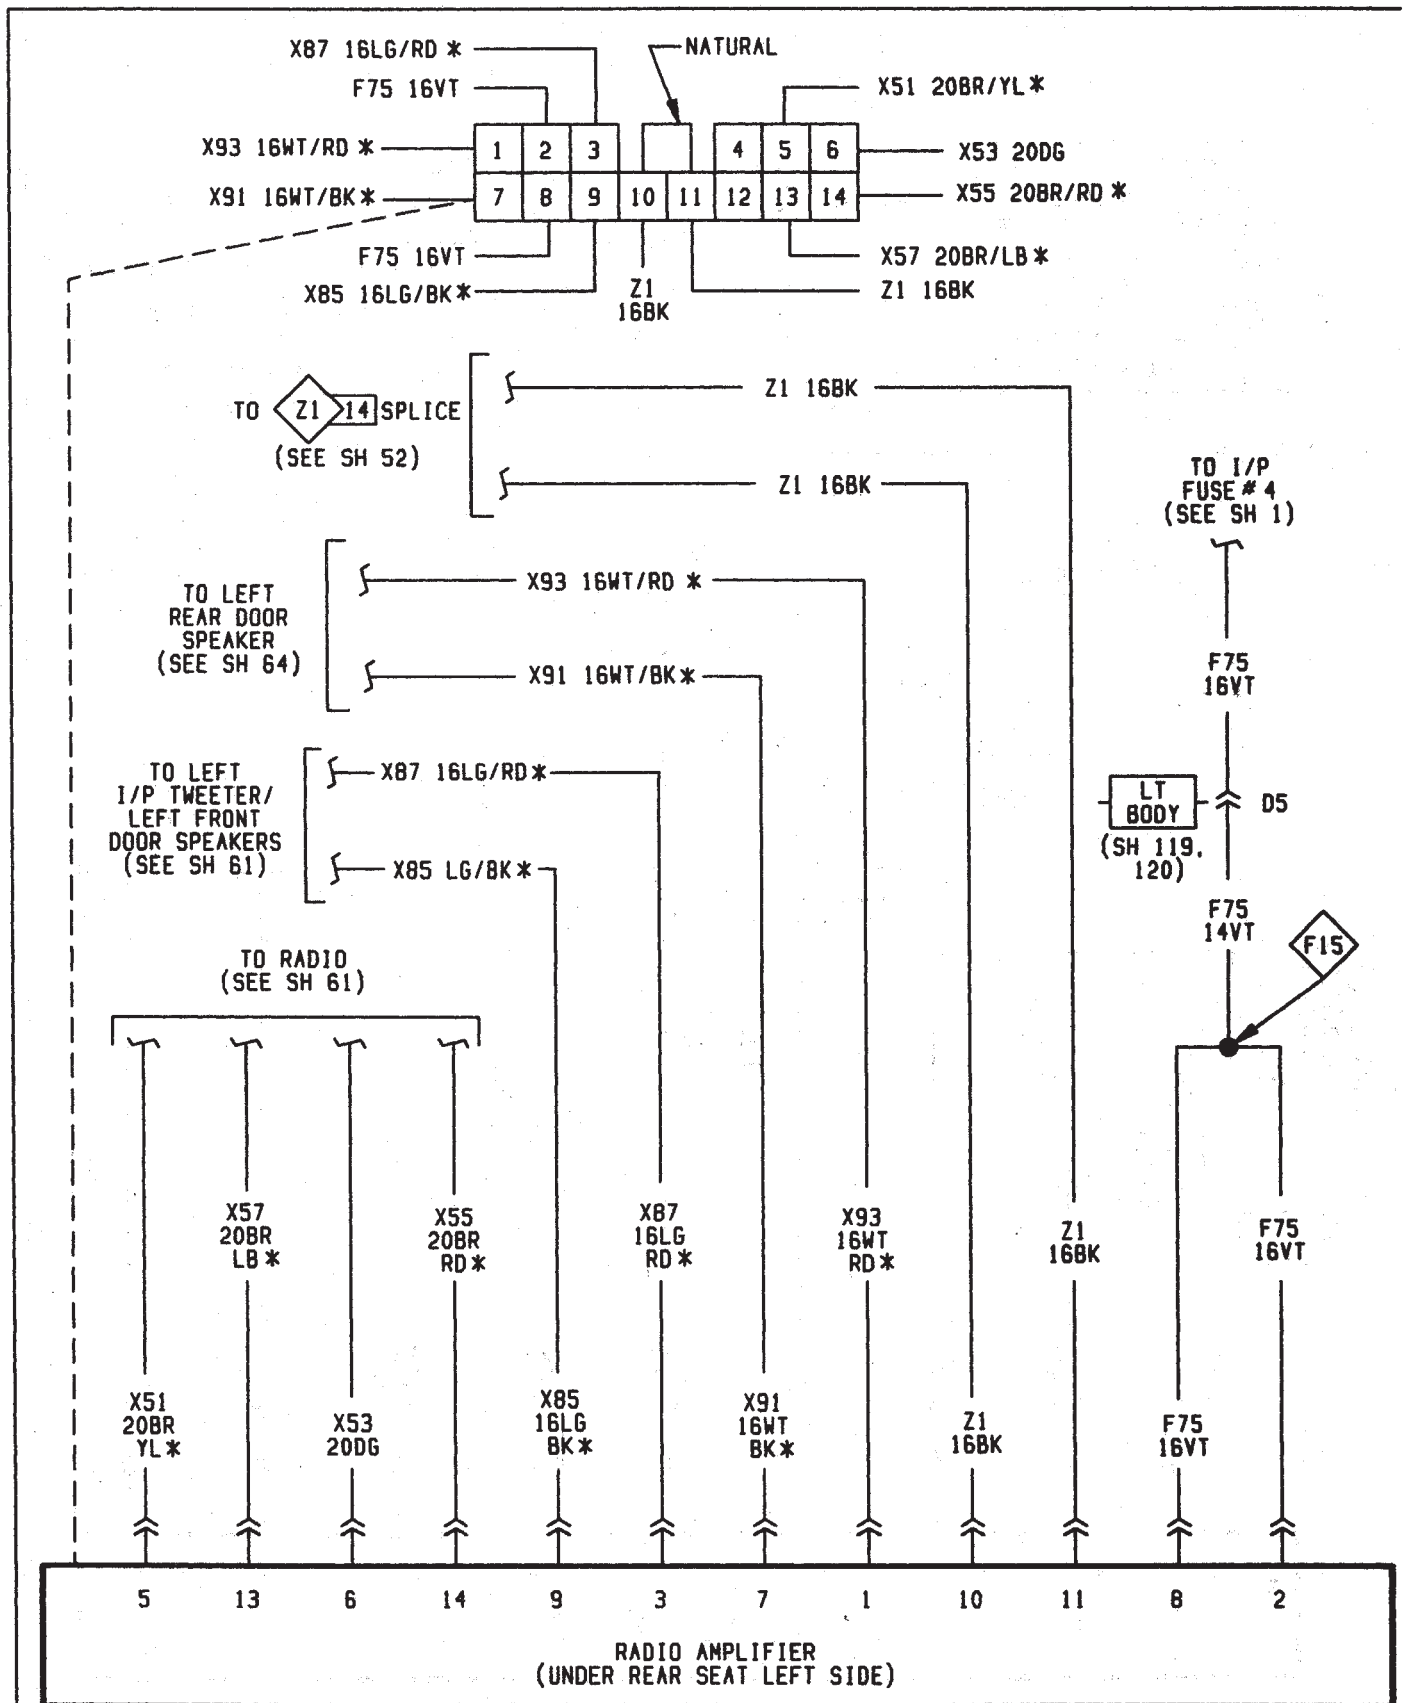 X87 16LG/RD *
NATURAL
F75 16VT
X51 20BR/YL *
X93 16WT/RD *
1 2 3 4 5 6
X53 20DG
X91 16WT/BK *
7 8 9 10 11 12 13 14
X55 20BR/RD *
F75 16VT
X57 20BR/LB *
X85 16LG/BK *
Z1
16BK
Z1 16BK
TO Z1 14 SPLICE
(SEE SH 52)
Z1 16BK
Z1 16BK
TO I/P
FUSE # 4
(SEE SH 1)
TO LEFT
REAR DOOR
SPEAKER
(SEE SH 64)
X93 16WT/RD *
X91 16WT/BK *
F75
16VT
TO LEFT
I/P TWEETER/
LEFT FRONT
DOOR SPEAKERS
(SEE SH 61)
X87 16LG/RD *
X85 LG/BK *
LT
BODY
D5
(SH 119,
120)
F75
14VT
F15
TO RADIO
(SEE SH 61)
X57
20BR
LB *
X55
20BR
RD *
X87
16LG
RD *
X93
16WT
RD *
Z1
16BK
F75
16VT
X51
20BR
YL *
X53
20DG
X85
16LG
BK *
X91
16WT
BK *
Z1
16BK
F75
16VT
5 13 6 14 9 3 7 1 10 11 8 2
RADIO AMPLIFIER
(UNDER REAR SEAT LEFT SIDE)